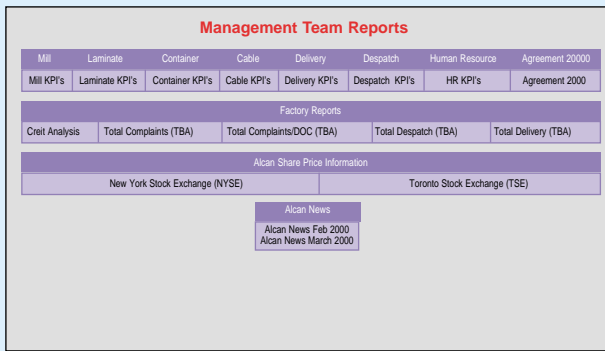 Management Team Reports
Mill Laminate Container Cable Delivery Despatch Human Resource Agreement 20000
Mill KPI's Laminate KPI's Container KPI's Cable KPI's Delivery KPI's Despatch KPI's HR KPI's Agreement 2000
Factory Reports
Creit Analysis Total Complaints (TBA) Total Complaints/DOC (TBA) Total Despatch (TBA) Total Delivery (TBA)
Alcan Share Price Information
New York Stock Exchange (NYSE) Toronto Stock Exchange (TSE)
Alcan News
Alcan News Feb 2000
Alcan News March 2000